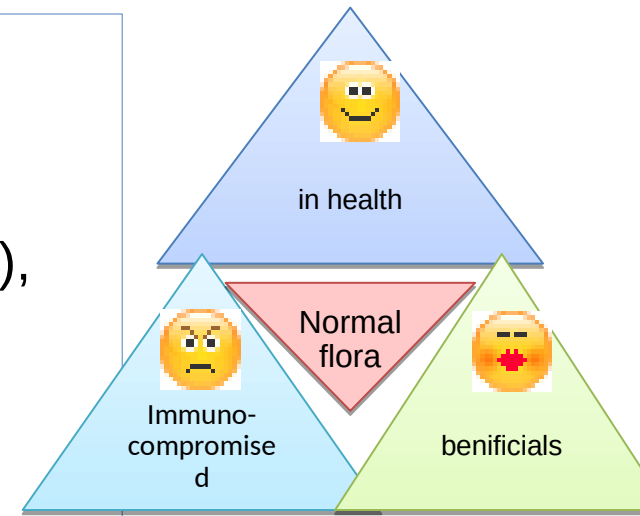 in health
),
Normal
flora
Immuno-
compromise
d
benificials